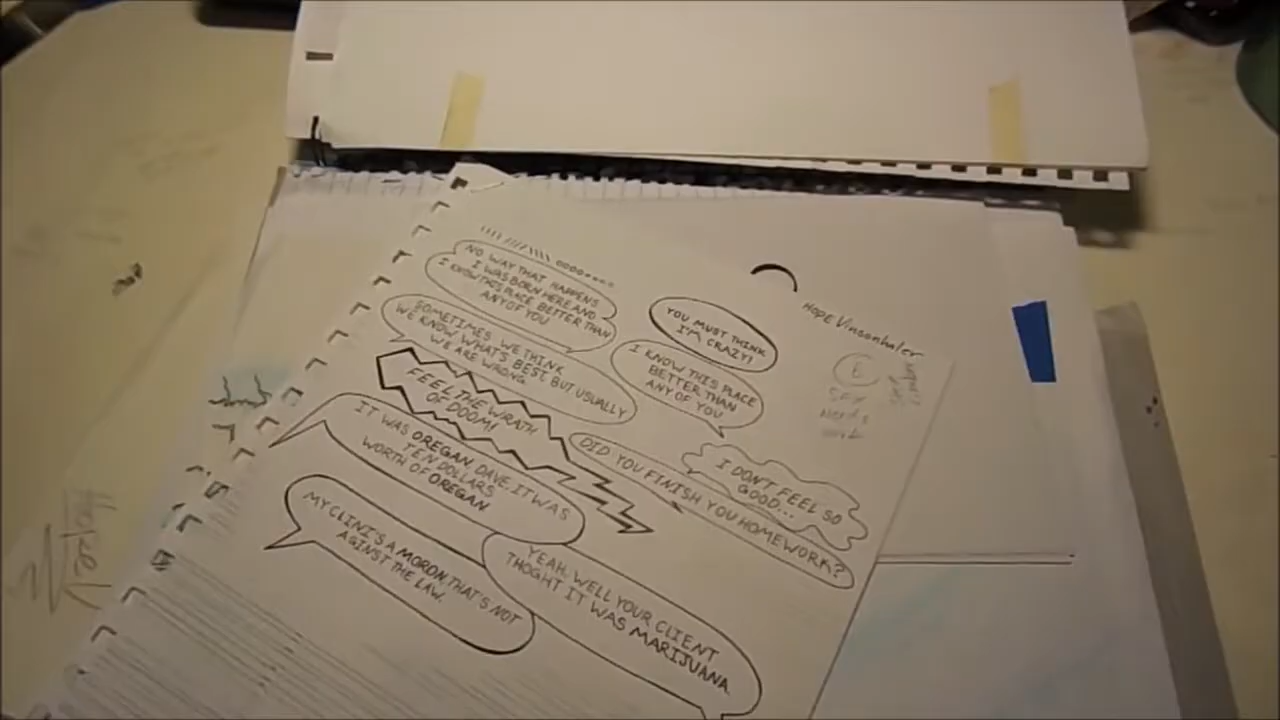 NO WAY THAT HAPPENS.
I WAS BORN HERE AND
I KNOW THIS PLACE BETTER THAN
ANY OF YOU
SOMETIMES, WE THINK
WE KNOW WHAT'S BEST, BUT USUALLY
WE ARE WRONG
FEEL THE WRATH
OF DOOM!
IT WAS OREGAN, DAVE, IT WAS
TEN DOLLARS
WORTH OF OREGAN.
MY CLINT'S A MORON, THAT'S NOT
AGINST THE LAW.
YOU MUST THINK
I'M CRAZY!
I KNOW THIS PLACE
BETTER THAN
ANY OF YOU
I DON'T FEEL SO
GOOD...
DID YOU FINISH YOU HOMEWORK?
YEAH, WELL YOUR CLIENT
THOGHT IT WAS MARIJUANA.
Hope Vinsonhaler
SFX
needs
work